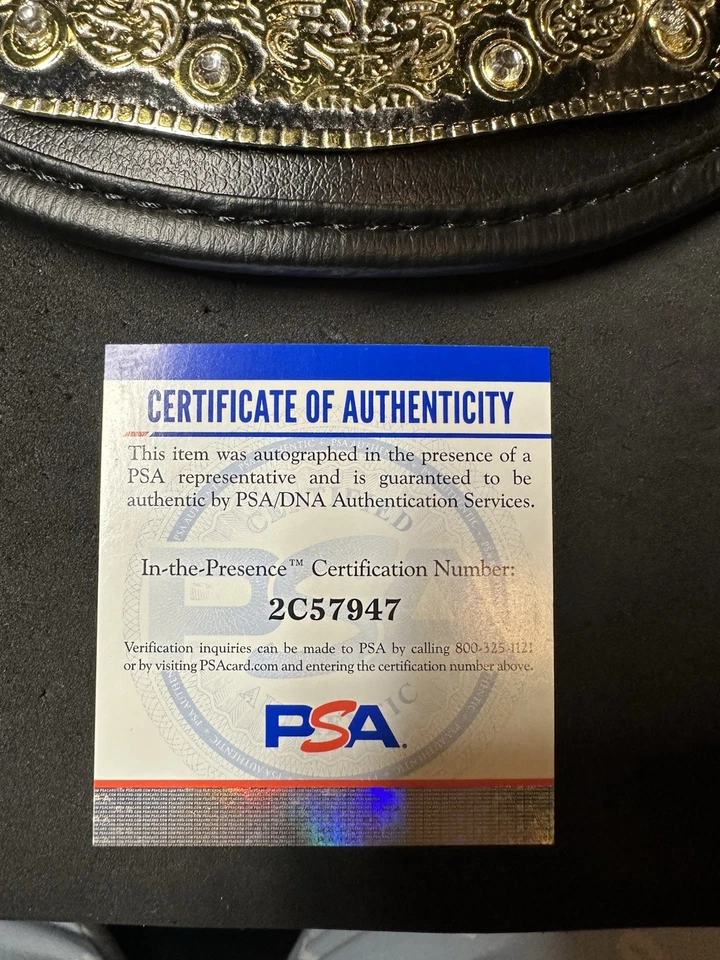 CERTIFICATE OF AUTHENTICITY
This item was autographed in the presence of a
PSA representative and is guaranteed to be
authentic by PSA/DNA Authentication Services.
In-the-Presence™ Certification Number:
2C57947
Verification inquiries can be made to PSA by calling 800-325-1121
or by visiting PSAcard.com and entering the certification number above.
PSA.